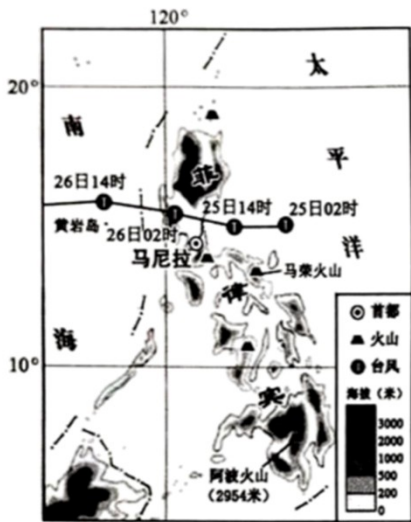 120°
20°
太
平
洋
南
海
菲
律
宾
26日14时
25日14时
25日02时
26日02时
黄岩岛
马尼拉
马荣火山
10°
阿波火山
(2954米)
首都
火山
台风
海拔（米）
3000
2000
1000
500
200
0